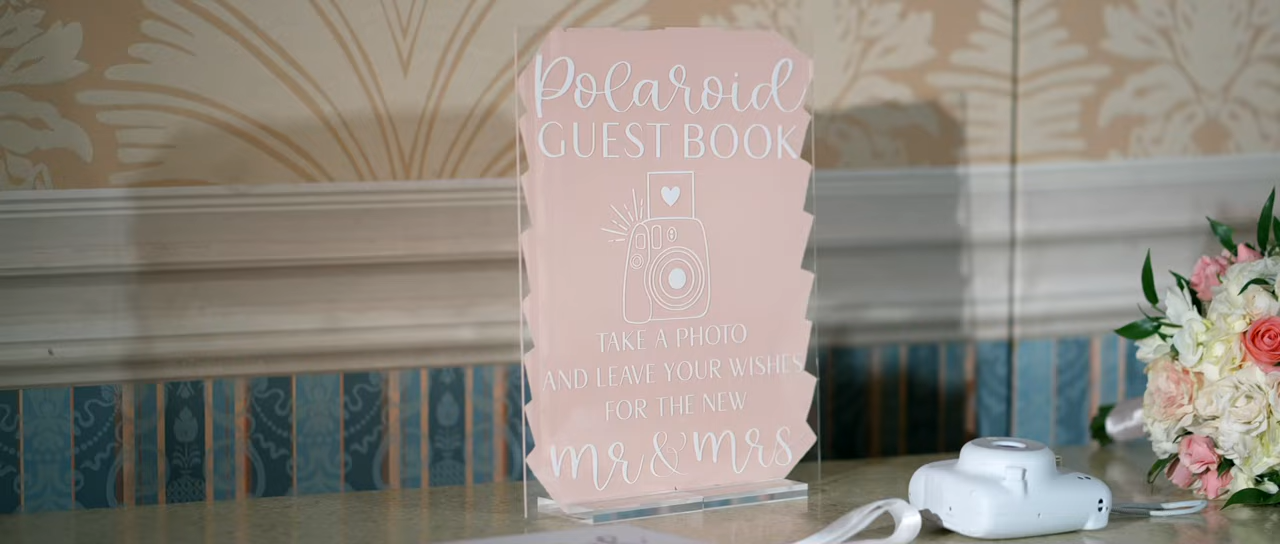 Polaroid
GUEST BOOK
TAKE A PHOTO
AND LEAVE YOUR WISHES
FOR THE NEW
mr & mrs